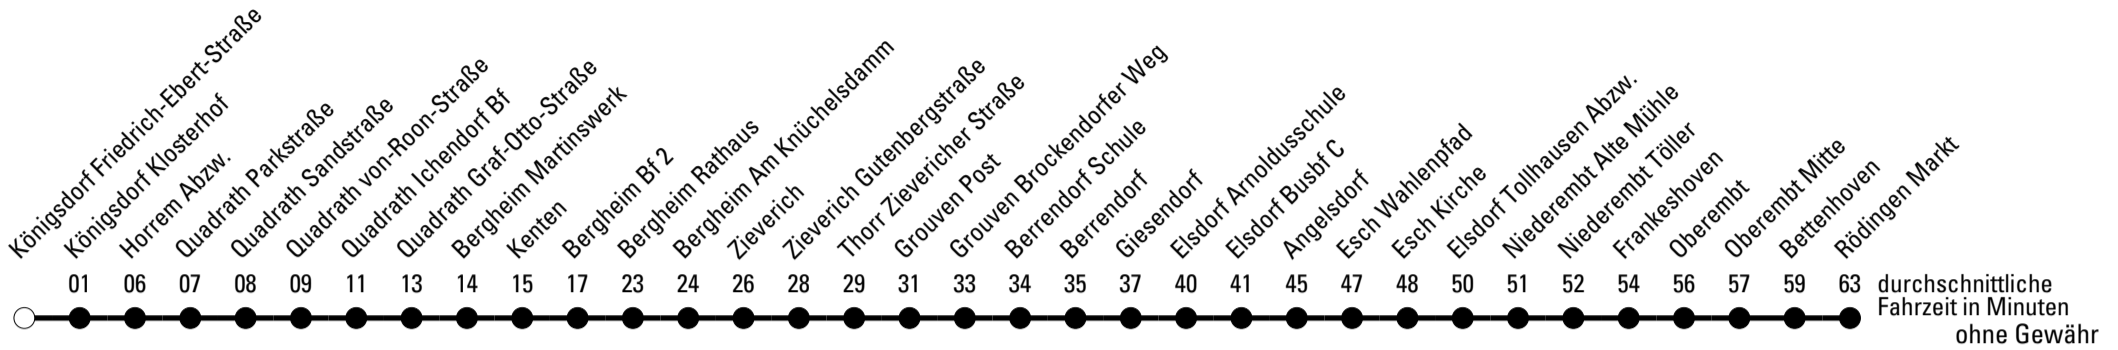 Königsdorf Friedrich-Ebert-Straße
Königsdorf Klosterhof
Horrem Abzw.
Quadrath Parkstraße
Quadrath Sandstraße
Quadrath von-Roon-Straße
Quadrath Ichendorf Bf
Quadrath Graf-Otto-Straße
Bergheim Martinswerk
Kenten
Bergheim Bf 2
Bergheim Rathaus
Bergheim Am Knüchelsdamm
Zieverich
Zieverich Gutenbergstraße
Thorr Zievericher Straße
Grouven Post
Grouven Brockendorfer Weg
Berrendorf Schule
Berrendorf
Giesendorf
Elsdorf Arnoldusschule
Elsdorf Busbf C
Angelsdorf
Esch Wahlenpfad
Esch Kirche
Elsdorf Tollhausen Abzw.
Niederembt Alte Mühle
Niederembt Töller
Frankeshoven
Oberembt
Oberembt Mitte
Bettenhoven
Rödingen Markt
01 06 07 08 09 11 13 14 15 17 23 24 26 28 29 31 33 34 35 37 40 41 45 47 48 50 51 52 54 56 57 59 63 durchschnittliche
Fahrzeit in Minuten
ohne Gewähr